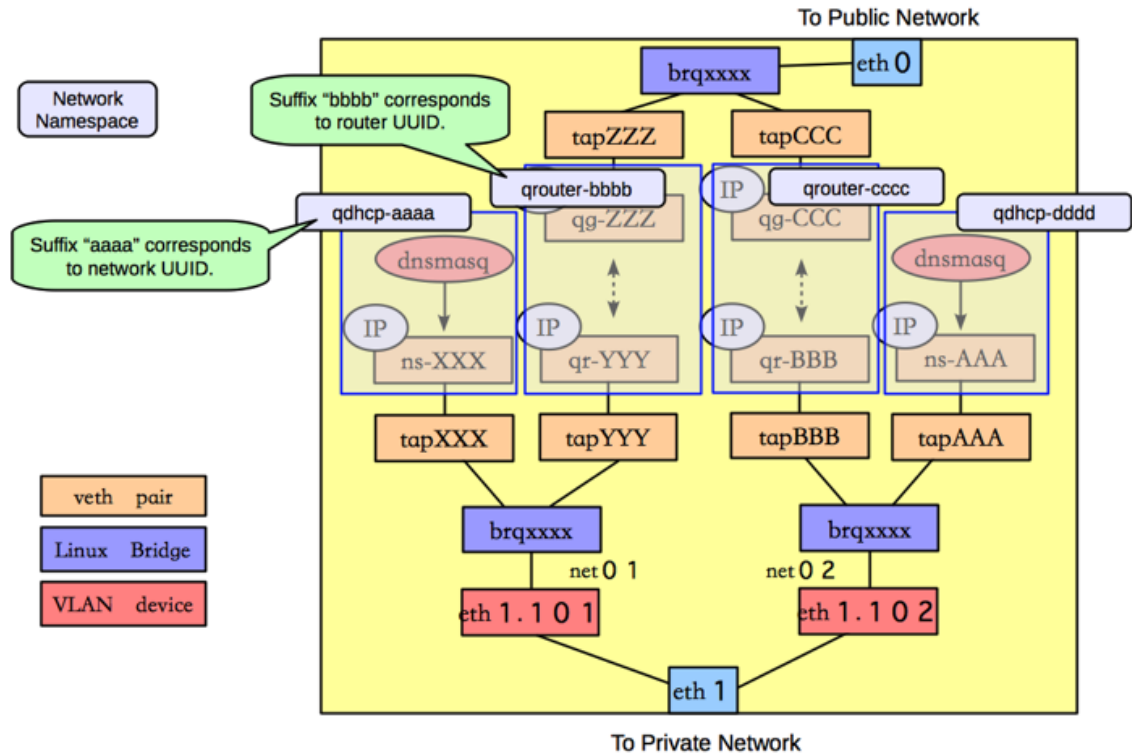 To Public Network
eth 0
brqxxxx
Network
Namespace
Suffix “bbbb” corresponds
to router UUID.
tapZZZ
tapCCC
qrouter-bbbb
IP
qrouter-cccc
qdhcp-aaaa
qg-ZZZ
qg-CCC
qdhcp-dddd
Suffix “aaaa” corresponds
to network UUID.
dnsmasq
dnsmasq
IP
IP
IP
IP
ns-XXX
qr-YYY
qr-BBB
ns-AAA
tapXXX
tapYYY
tapBBB
tapAAA
veth pair
Linux Bridge
VLAN device
brqxxxx
brqxxxx
net 0 1
net 0 2
eth 1 . 1 0 1
eth 1 . 1 0 2
eth 1
To Private Network